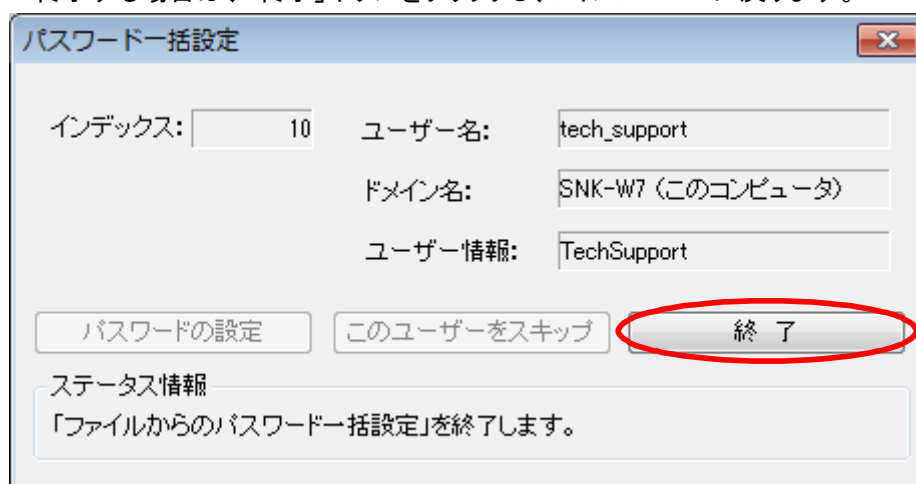 パスワード一括設定
インデックス: 10 ユーザー名: tech_support
ドメイン名: SNK-W7 (このコンピュータ)
ユーザー情報: TechSupport
パスワードの設定 このユーザーをスキップ 終 了
ステータス情報
「ファイルからのパスワード一括設定」を終了します。